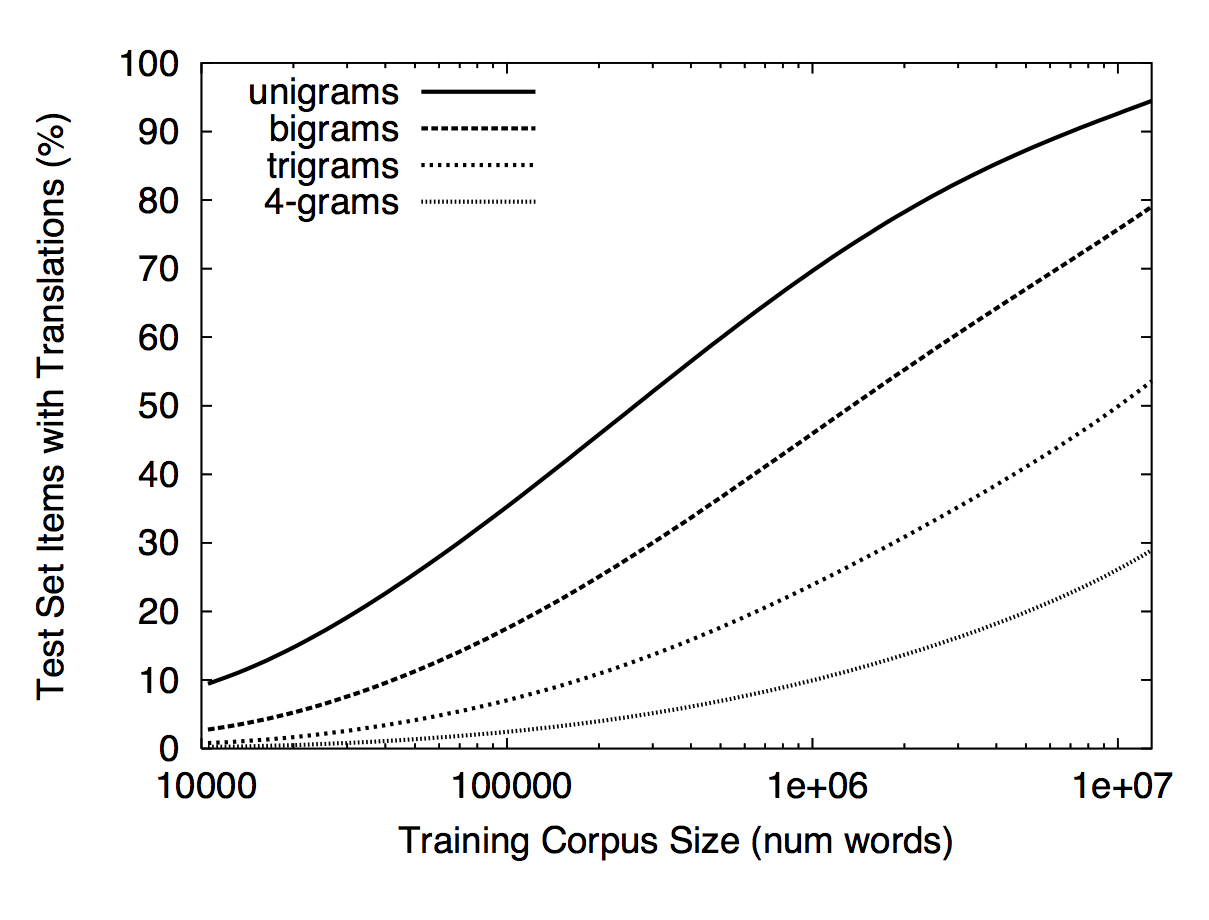 Test Set Items with Translations (%)
100
90
80
70
60
50
40
30
20
10
0
unigrams
bigrams
trigrams
4-grams
10000 100000 1e+06 1e+07
Training Corpus Size (num words)